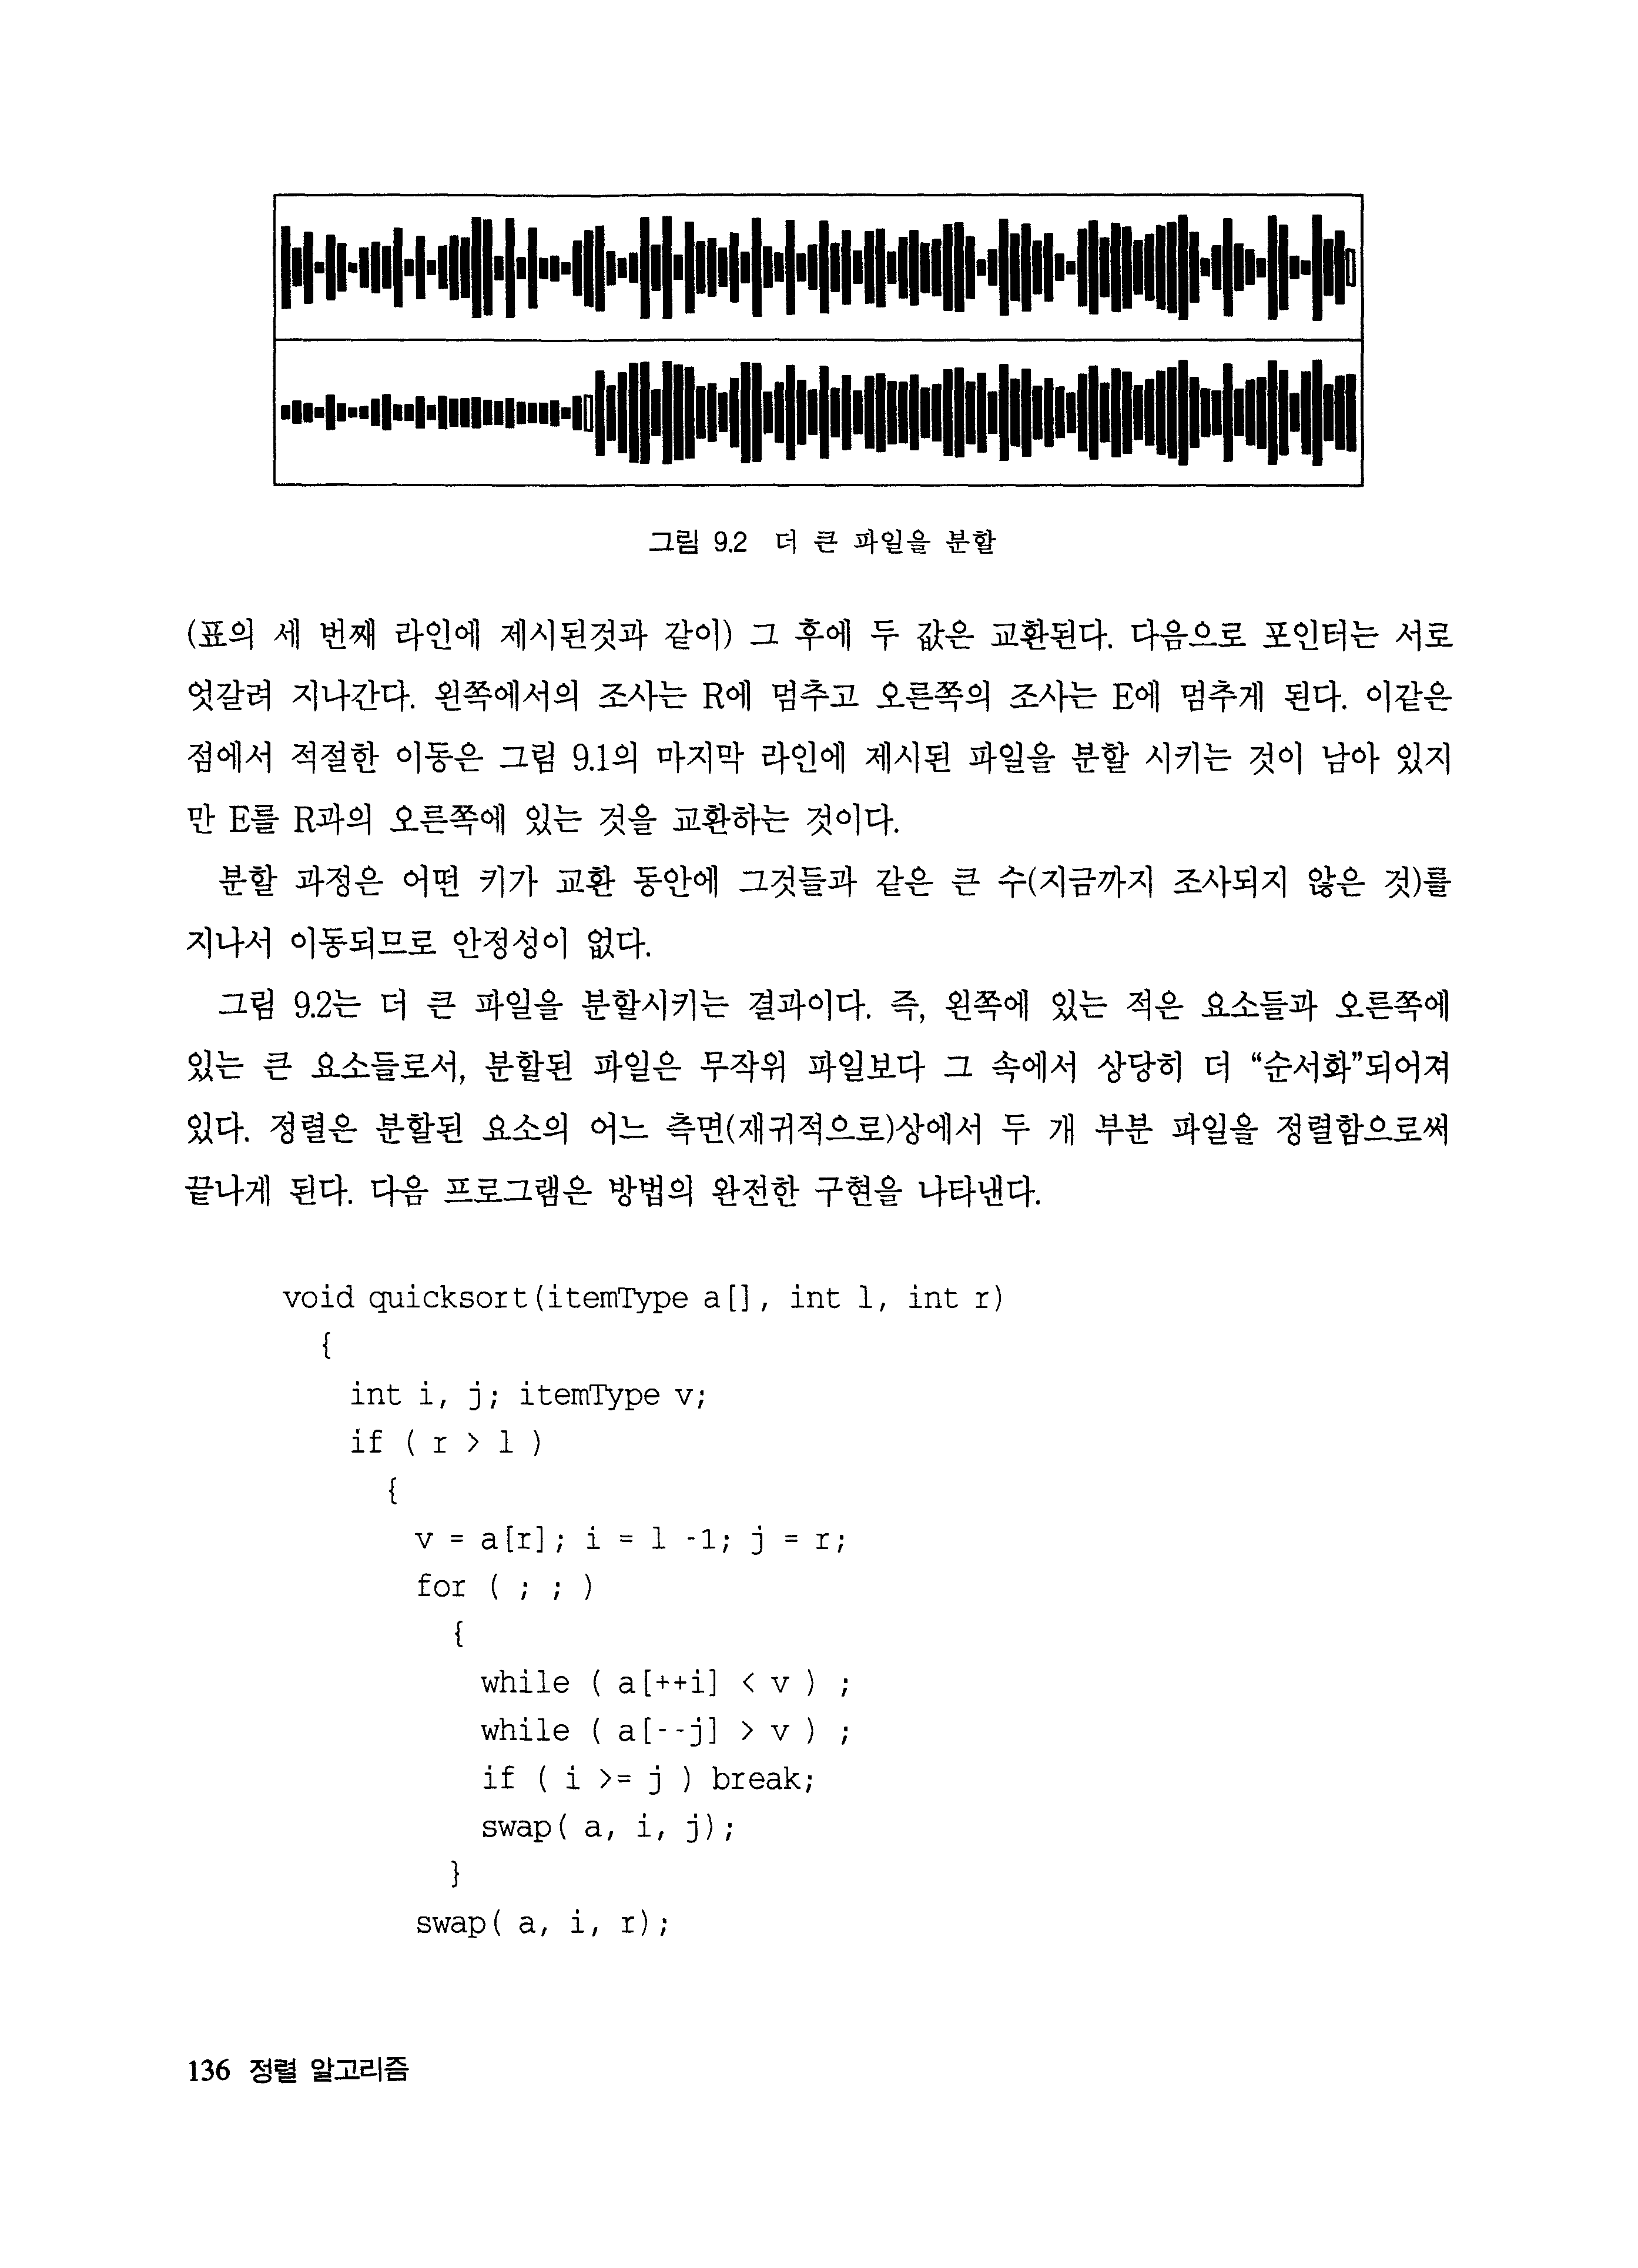 그림 9.2 더 큰 파일을 분할
(표의 세 번째 라인에 제시된것과 같이) 그 후에 두 값은 교환된다. 다음으로 포인터는 서로
엇갈려 지나간다. 왼쪽에서의 조사는 R에 멈추고 오른쪽의 조사는 E에 멈추게 된다. 이같은
점에서 적절한 이동은 그림 9.1의 마지막 라인에 제시된 파일을 분할 시키는 것이 남아 있지
만 E를 R과의 오른쪽에 있는 것을 교환하는 것이다.
분할 과정은 어떤 키가 교환 동안에 그것들과 같은 큰 수(지금까지 조사되지 않은 것)를
지나서 이동되므로 안정성이 없다.
그림 9.2는 더 큰 파일을 분할시키는 결과이다. 즉, 왼쪽에 있는 적은 요소들과 오른쪽에
있는 큰 요소들로서, 분할된 파일은 무작위 파일보다 그 속에서 상당히 더 “순서화”되어져
있다. 정렬은 분할된 요소의 어느 측면(재귀적으로)상에서 두 개 부분 파일을 정렬함으로써
끝나게 된다. 다음 프로그램은 방법의 완전한 구현을 나타낸다.
void quicksort(itemType a[], int l, int r)
{
int i, j; itemType v;
if ( r > l )
{
v = a[r]; i = l -1; j = r;
for ( ; ; )
{
while ( a[++i] < v ) ;
while ( a[--j] > v ) ;
if ( i >= j ) break;
swap( a, i, j);
}
swap( a, i, r);
136 정렬 알고리즘